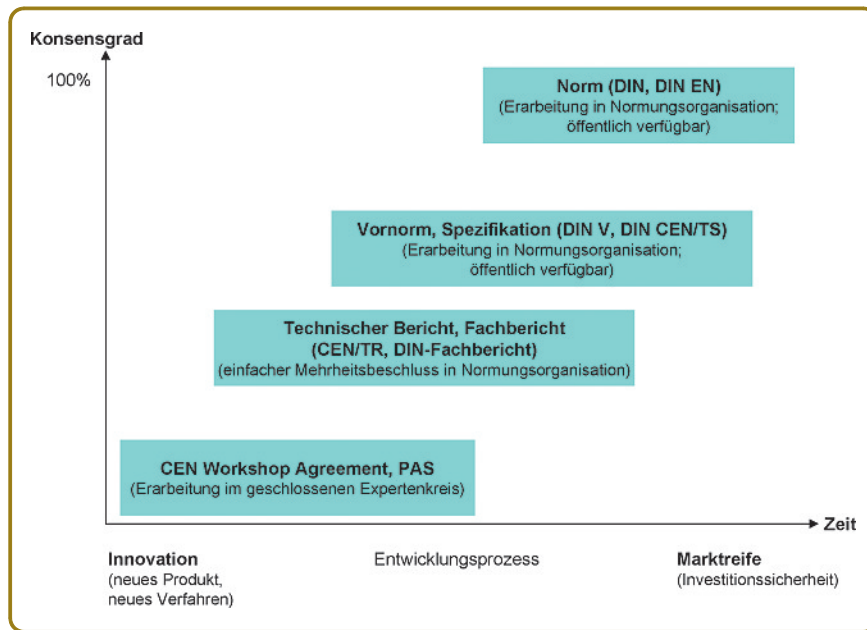 Konsensgrad
100%
Norm (DIN, DIN EN)
(Erarbeitung in Normungsorganisation;
öffentlich verfügbar)
Vornorm, Spezifikation (DIN V, DIN CEN/TS)
(Erarbeitung in Normungsorganisation;
öffentlich verfügbar)
Technischer Bericht, Fachbericht
(CEN/TR, DIN-Fachbericht)
(einfacher Mehrheitsbeschluss in Normungsorganisation)
CEN Workshop Agreement, PAS
(Erarbeitung im geschlossenen Expertenkreis)
Zeit
Innovation
(neues Produkt,
neues Verfahren)
Entwicklungsprozess
Marktreife
(Investitionssicherheit)